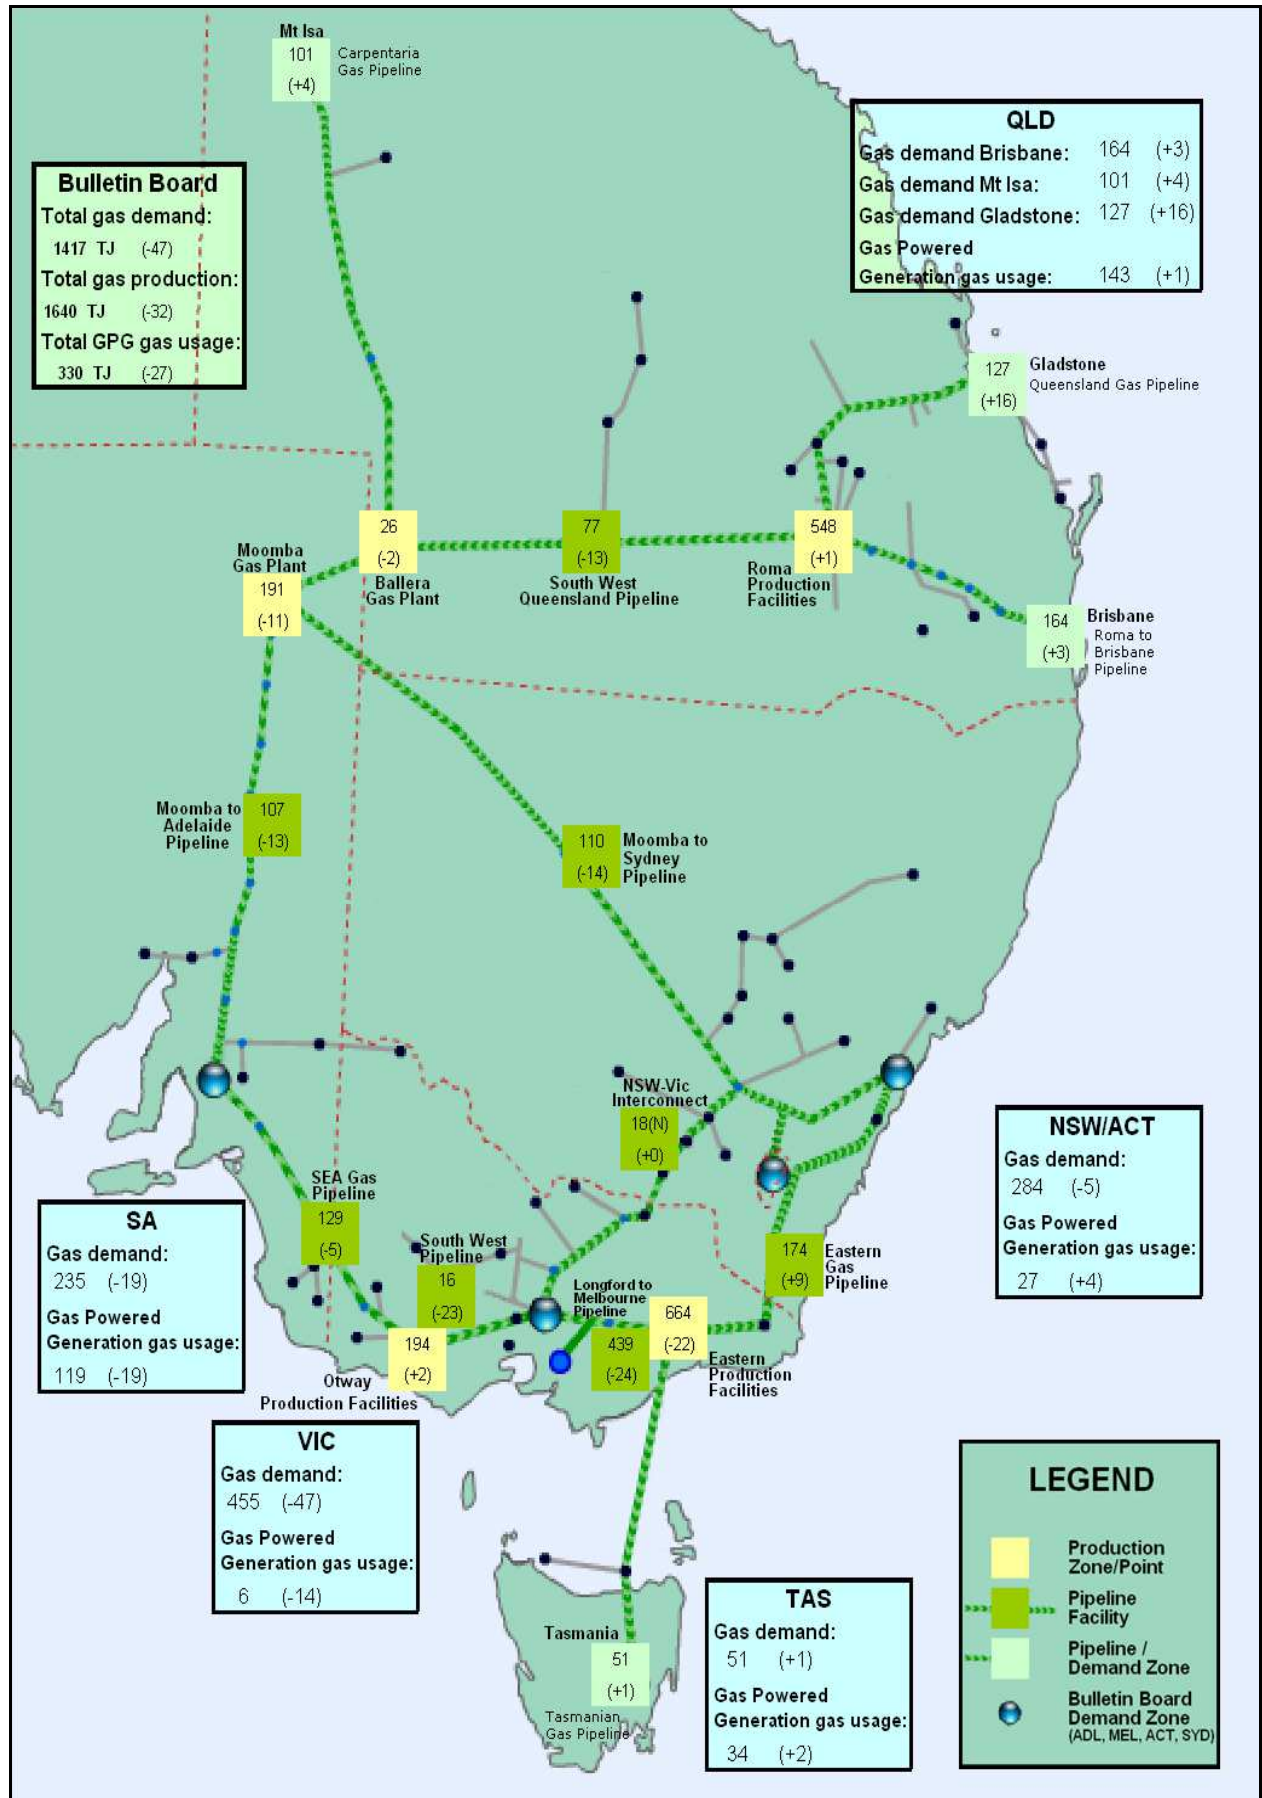 Mt Isa
101
(+4)
Carpentaria
Gas Pipeline
Bulletin Board
Total gas demand:
1417 TJ (-47)
Total gas production:
1640 TJ (-32)
Total GPG gas usage:
330 TJ (-27)
QLD
Gas demand Brisbane: 164 (+3)
Gas demand Mt Isa: 101 (+4)
Gas demand Gladstone: 127 (+16)
Gas Powered
Generation gas usage: 143 (+1)
127
(+16)
Gladstone
Queensland Gas Pipeline
Moomba
Gas Plant
191
(-11)
26
(-2)
Ballera
Gas Plant
77
(-13)
South West
Queensland Pipeline
548
(+1)
Roma
Production
Facilities
164
(+3)
Brisbane
Roma to
Brisbane
Pipeline
Moomba to
Adelaide
Pipeline
107
(-13)
110
(-14)
Moomba to
Sydney
Pipeline
NSW-Vic
Interconnect
18(N)
(+0)
NSW/ACT
Gas demand:
284 (-5)
Gas Powered
Generation gas usage:
27 (+4)
SEA Gas
Pipeline
129
(-5)
SA
Gas demand:
235 (-19)
Gas Powered
Generation gas usage:
119 (-19)
South West
Pipeline
16
(-23)
Longford to
Melbourne
Pipeline
439
(-24)
664
(-22)
Eastern
Production
Facilities
174
(+9)
Eastern
Gas
Pipeline
194
(+2)
Otway
Production Facilities
VIC
Gas demand:
455 (-47)
Gas Powered
Generation gas usage:
6 (-14)
Tasmania
51
(+1)
Tasmanian
Gas Pipeline
TAS
Gas demand:
51 (+1)
Gas Powered
Generation gas usage:
34 (+2)
LEGEND
Production
Zone/Point
Pipeline
Facility
Pipeline /
Demand Zone
Bulletin Board
Demand Zone
(ADL, MEL, ACT, SYD)